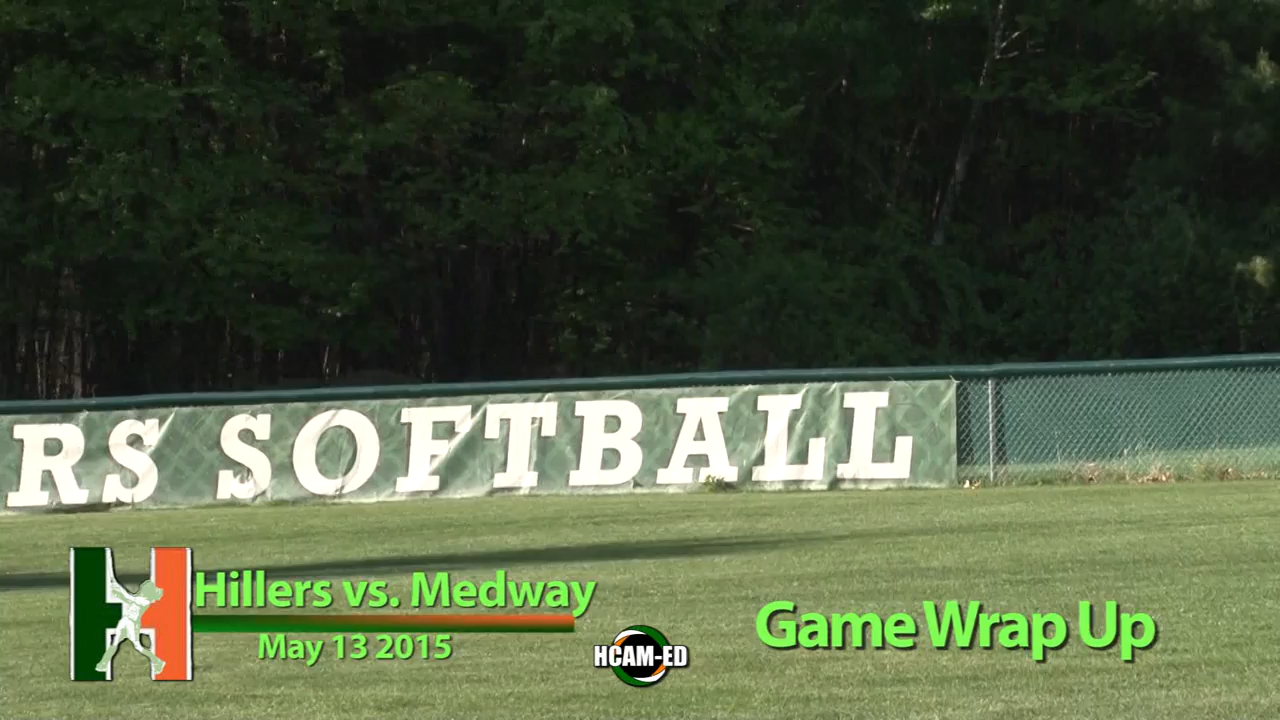 RS SOFTBALL
H
Hillers vs. Medway
May 13 2015
HCAM-ED
Game Wrap Up